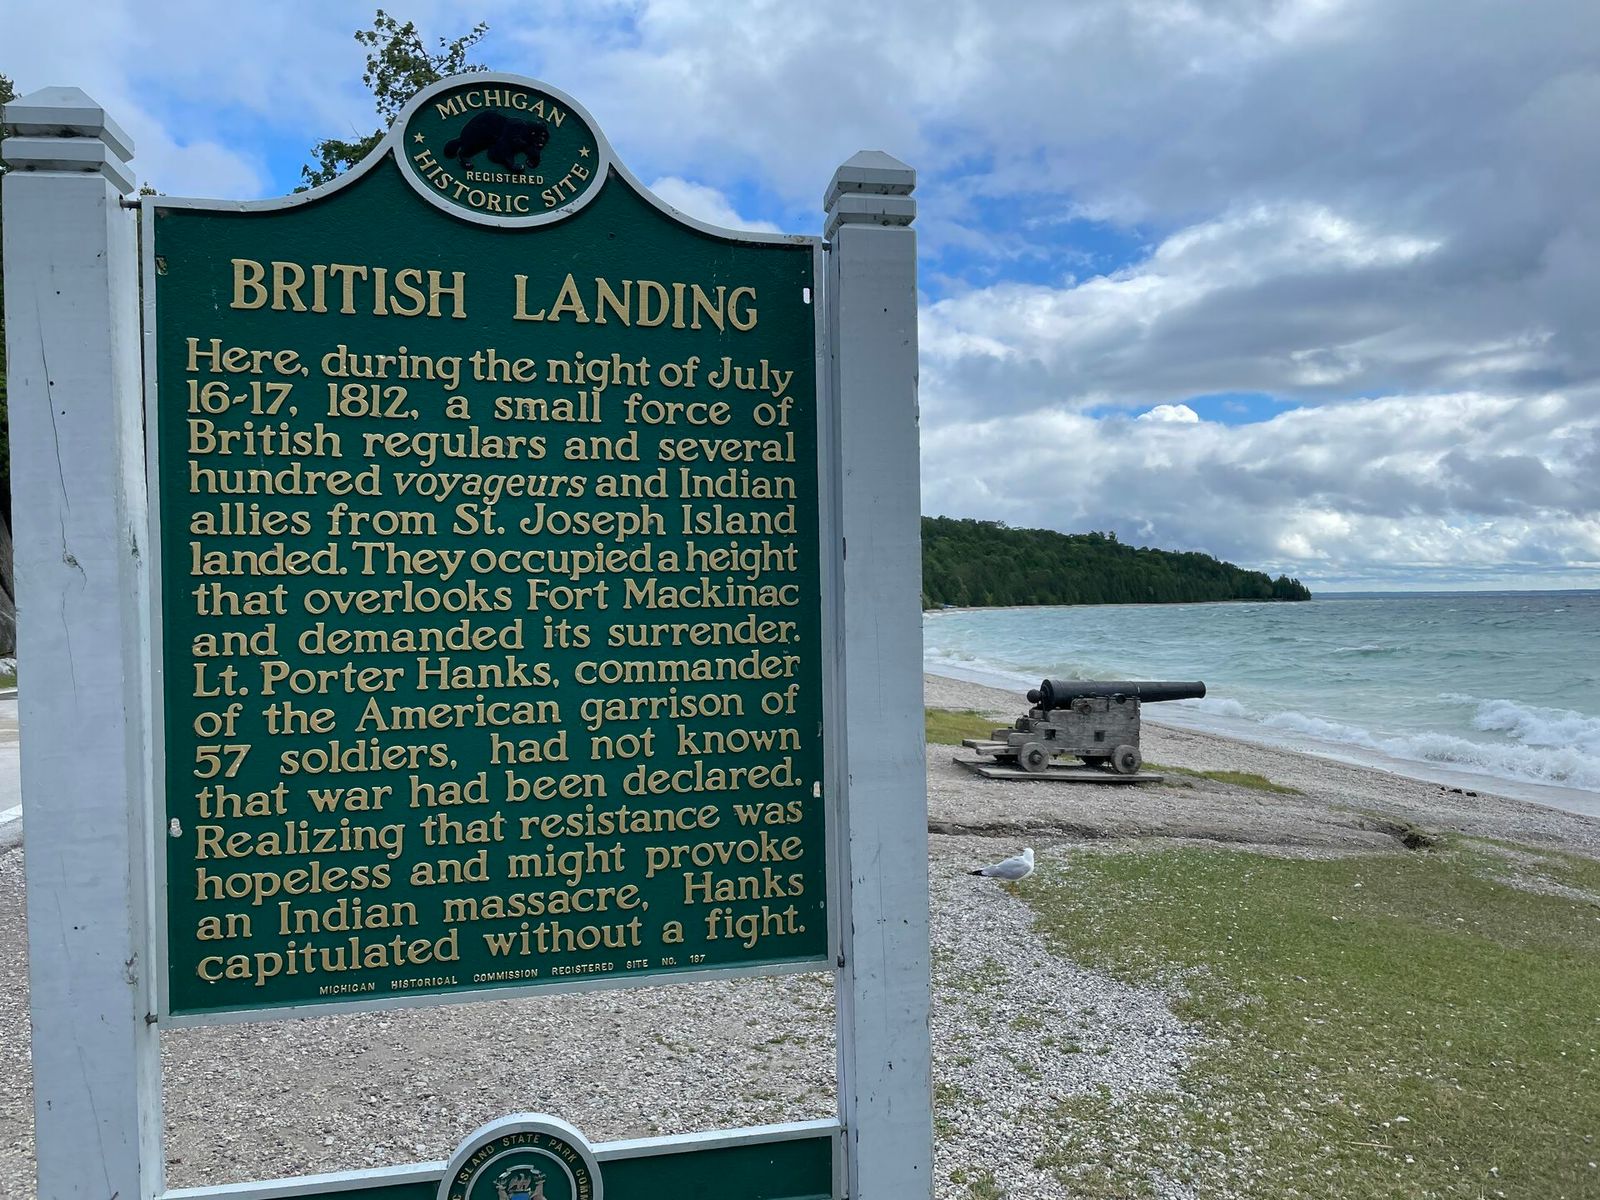 MICHIGAN
REGISTERED
HISTORIC SITE
BRITISH LANDING
Here, during the night of July
16-17, 1812, a small force of
British regulars and several
hundred voyageurs and Indian
allies from St. Joseph Island
landed. They occupied a height
that overlooks Fort Mackinac
and demanded its surrender.
Lt. Porter Hanks, commander
of the American garrison of
57 soldiers, had not known
that war had been declared.
Realizing that resistance was
hopeless and might provoke
an Indian massacre, Hanks
capitulated without a fight.
MICHIGAN HISTORICAL COMMISSION REGISTERED SITE NO. 187
ISLAND STATE PARK